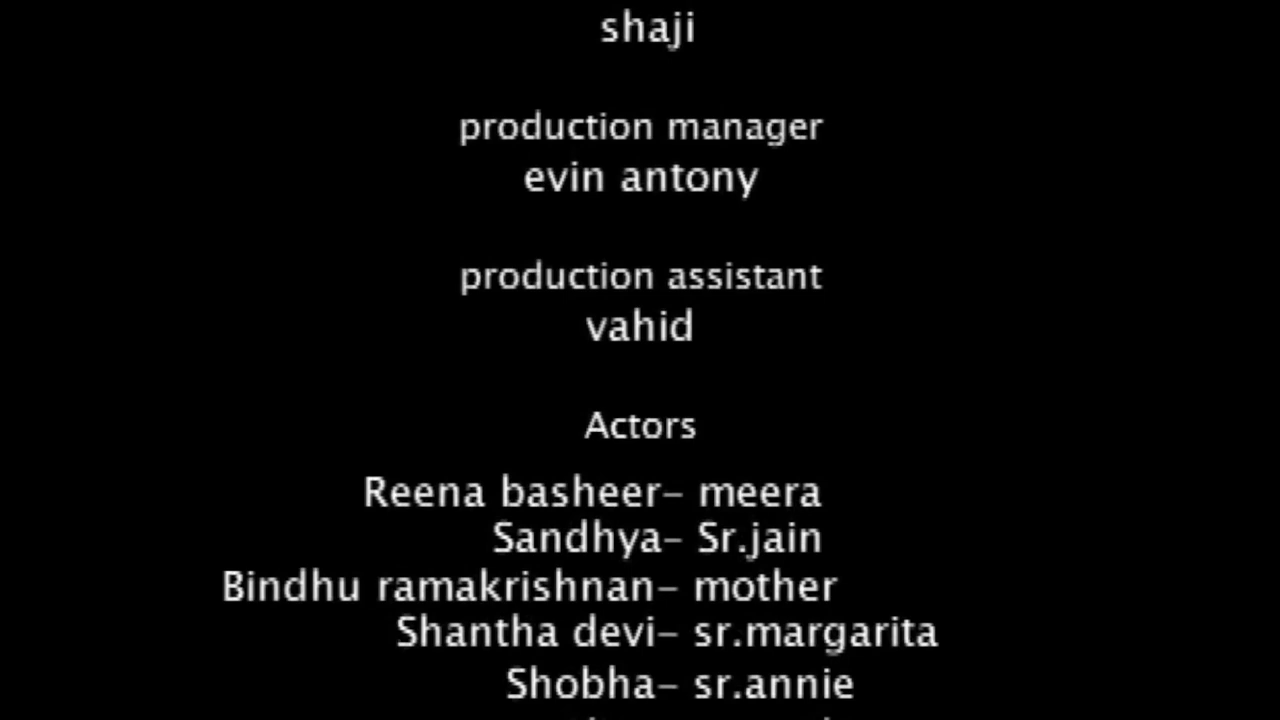 shaji
production manager
evin antony
production assistant
vahid
Actors
Reena basheer- meera
Sandhya- Sr.jain
Bindhu ramakrishnan- mother
Shantha devi- sr.margarita
Shobha- sr.annie